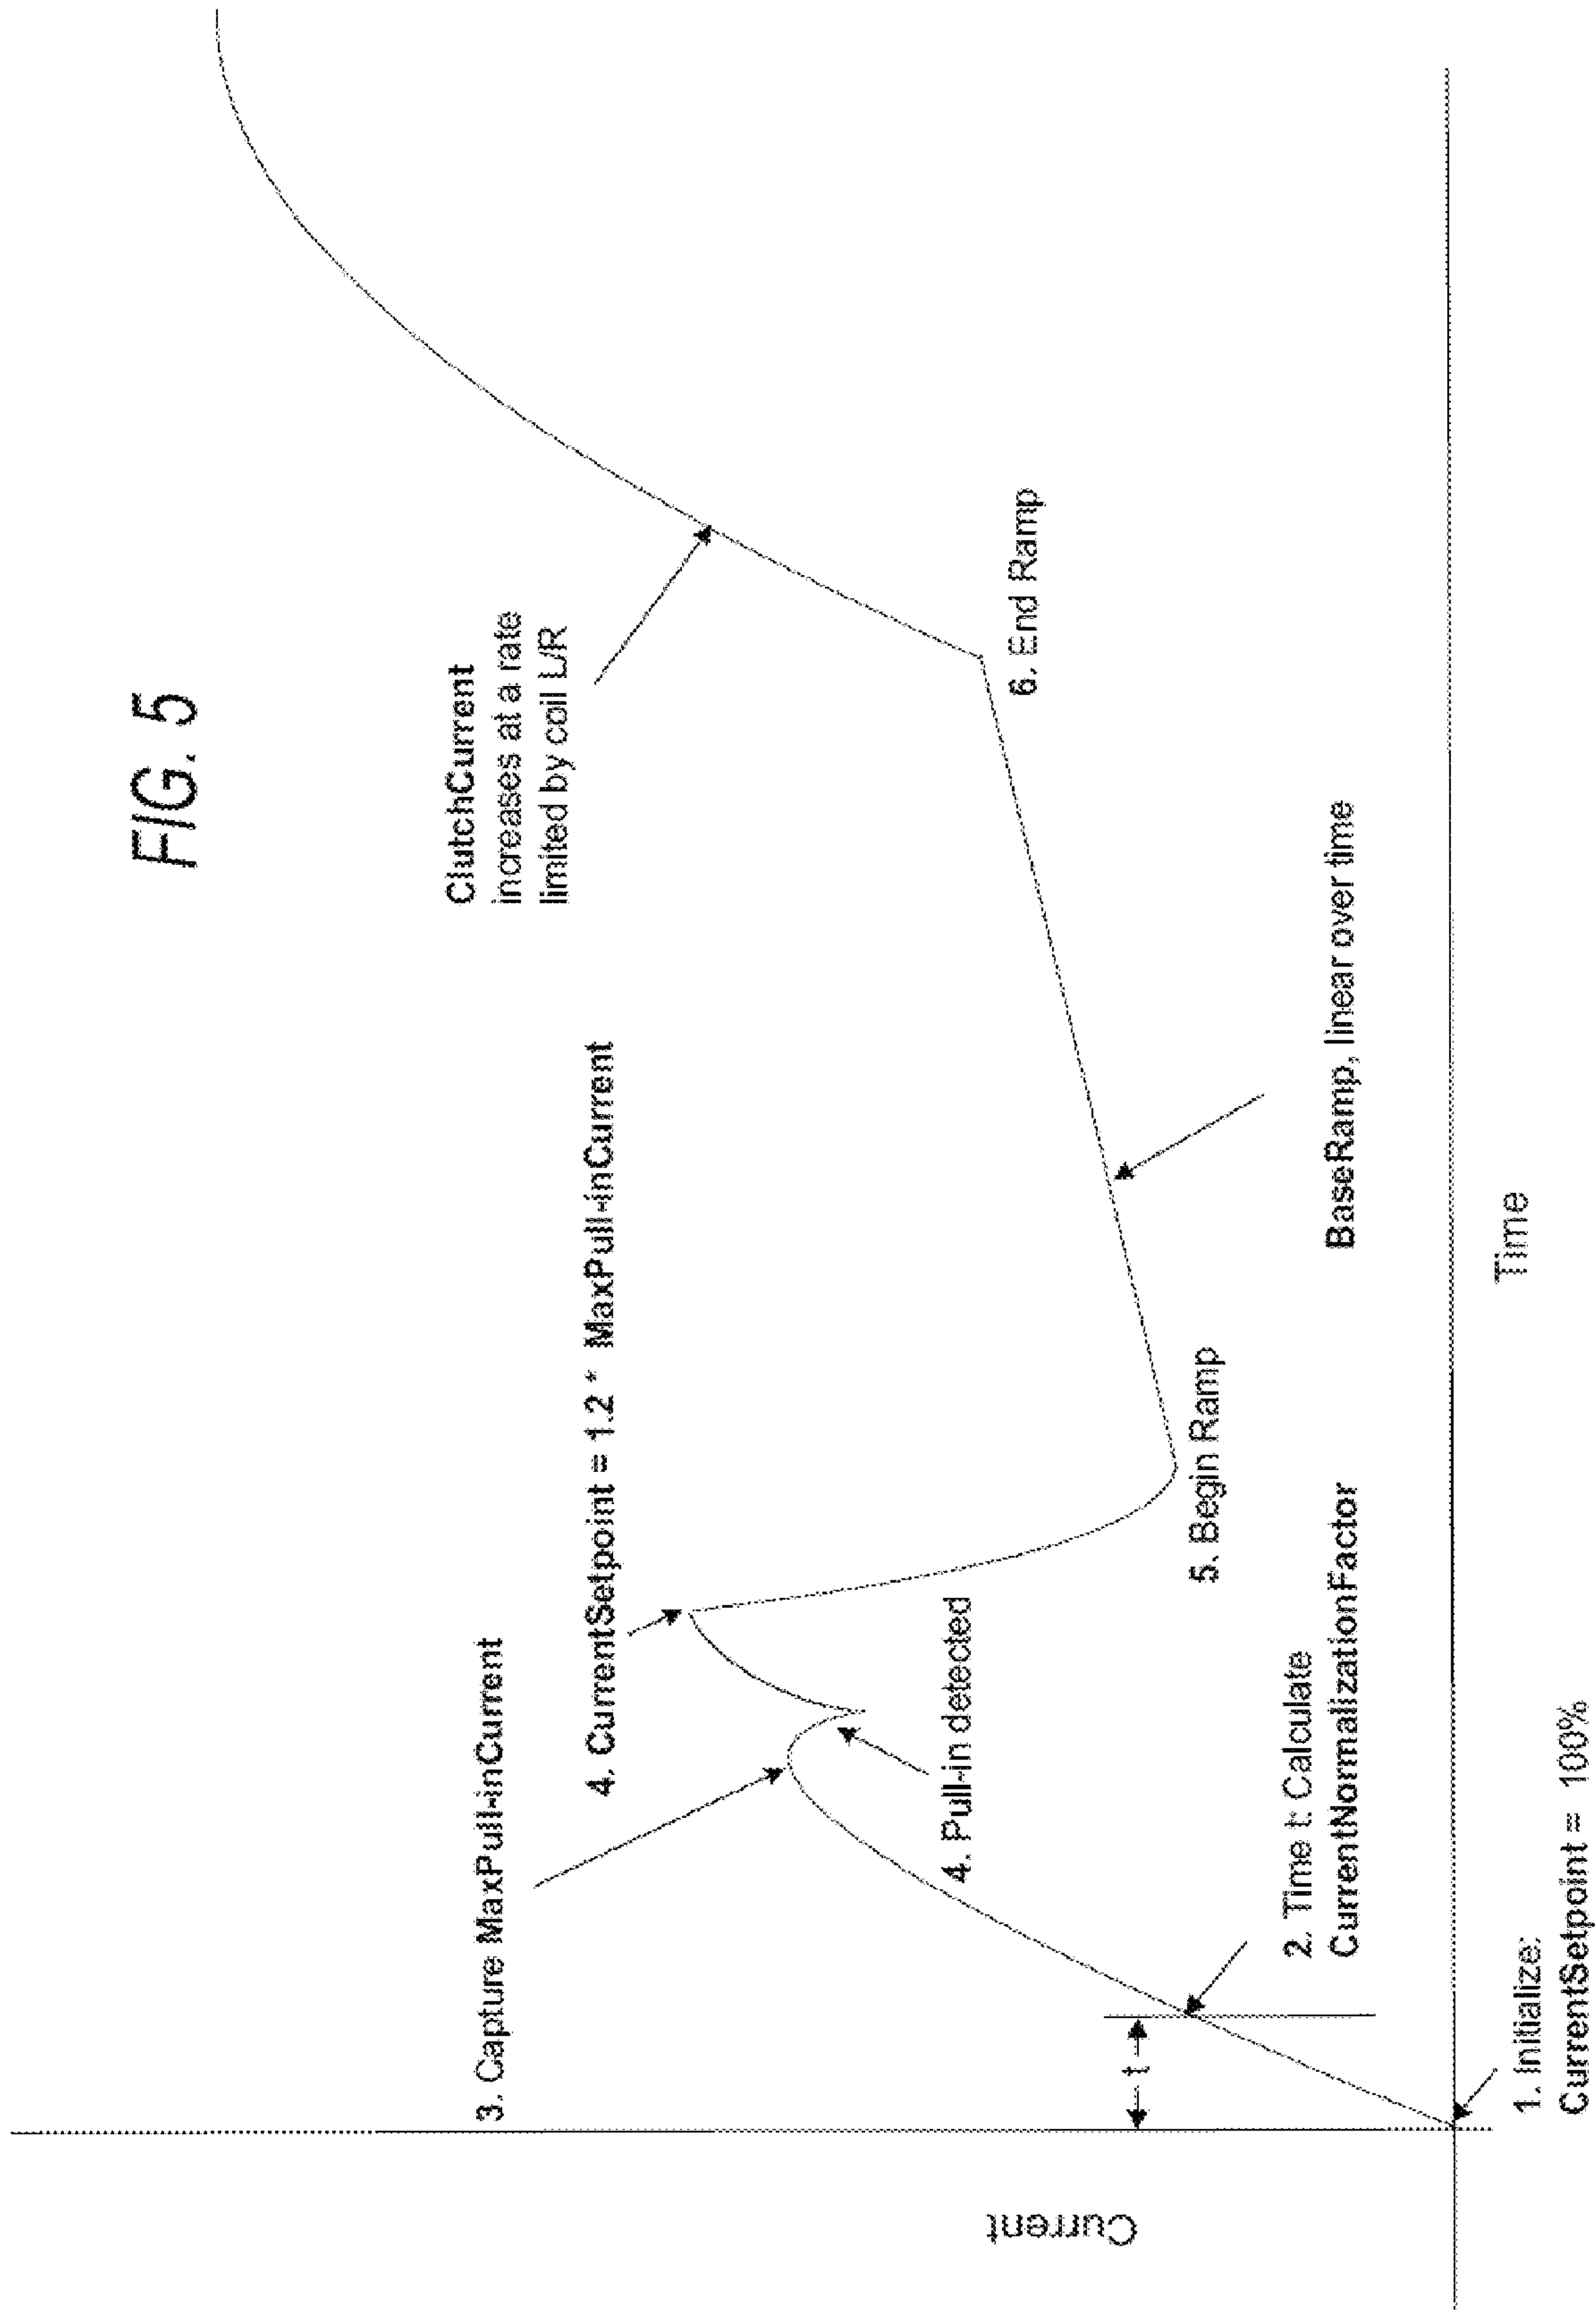 FIG. 5
Current
3. Capture MaxPull-inCurrent
4. CurrentSetpoint = 1.2 * MaxPull-inCurrent
ClutchCurrent
increases at a rate
limited by coil L/R
4. Pull-in detected
6. End Ramp
t
5. Begin Ramp
2. Time t: Calculate
CurrentNormalizationFactor
BaseRamp, linear over time
1. Initialize:
CurrentSetpoint = 100%
Time